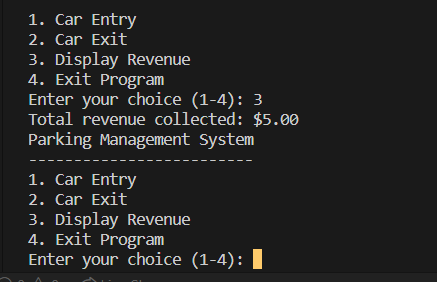 1. Car Entry
2. Car Exit
3. Display Revenue
4. Exit Program
Enter your choice (1-4): 3
Total revenue collected: $5.00
Parking Management System
-------------------------
1. Car Entry
2. Car Exit
3. Display Revenue
4. Exit Program
Enter your choice (1-4):